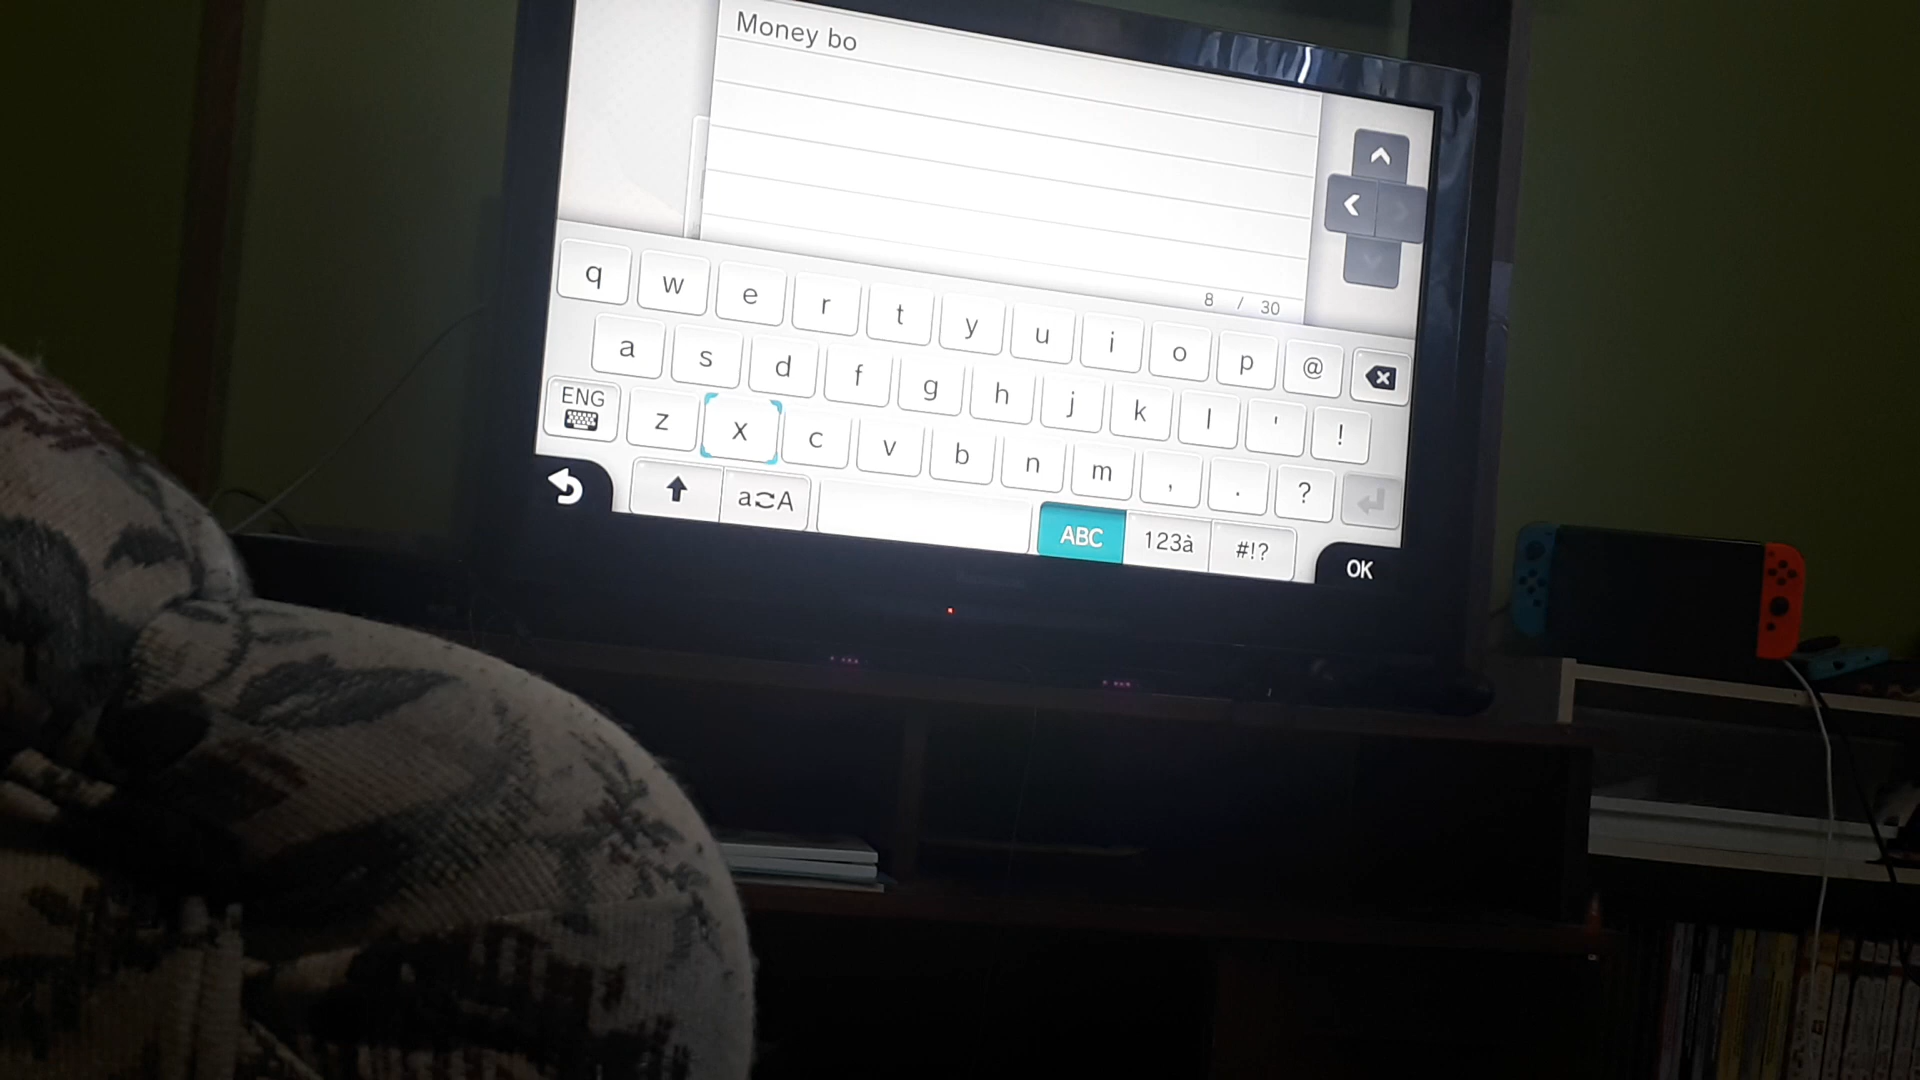 Money bo
8 / 30
q w e r t y u i o p @
a s d f g h j k l ' !
ENG z x c v b n m , . ?
a A ABC 123à #!? OK